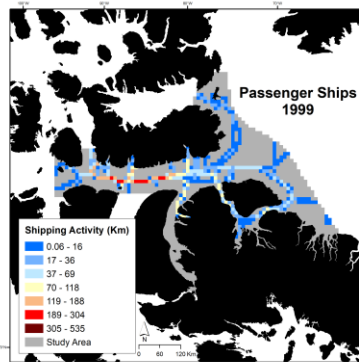 Passenger Ships
1999
Shipping Activity (Km)
0.06 - 16
17 - 36
37 - 69
70 - 118
119 - 188
189 - 304
305 - 535
Study Area
N
0 30 60 120 Km